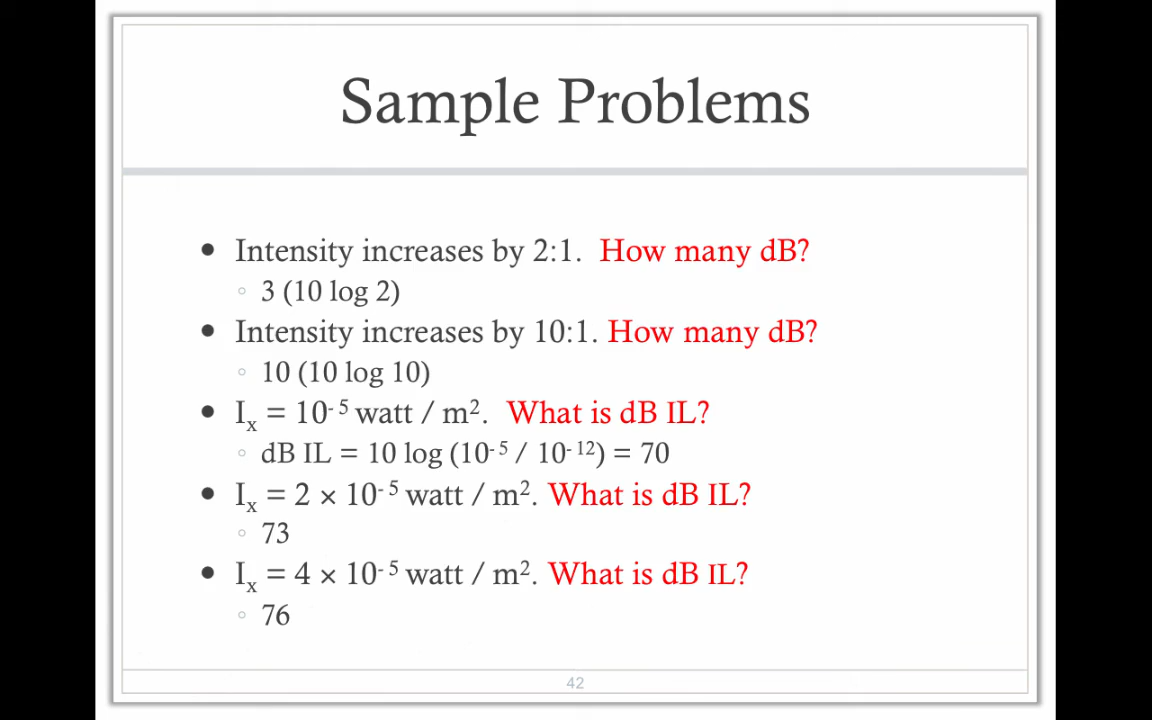 Sample Problems
• Intensity increases by 2:1. How many dB?
◦ 3 (10 log 2)
• Intensity increases by 10:1. How many dB?
◦ 10 (10 log 10)
• Iₓ = 10⁻⁵ watt / m². What is dB IL?
◦ dB IL = 10 log (10⁻⁵ / 10⁻¹²) = 70
• Iₓ = 2 × 10⁻⁵ watt / m². What is dB IL?
◦ 73
• Iₓ = 4 × 10⁻⁵ watt / m². What is dB IL?
◦ 76
42